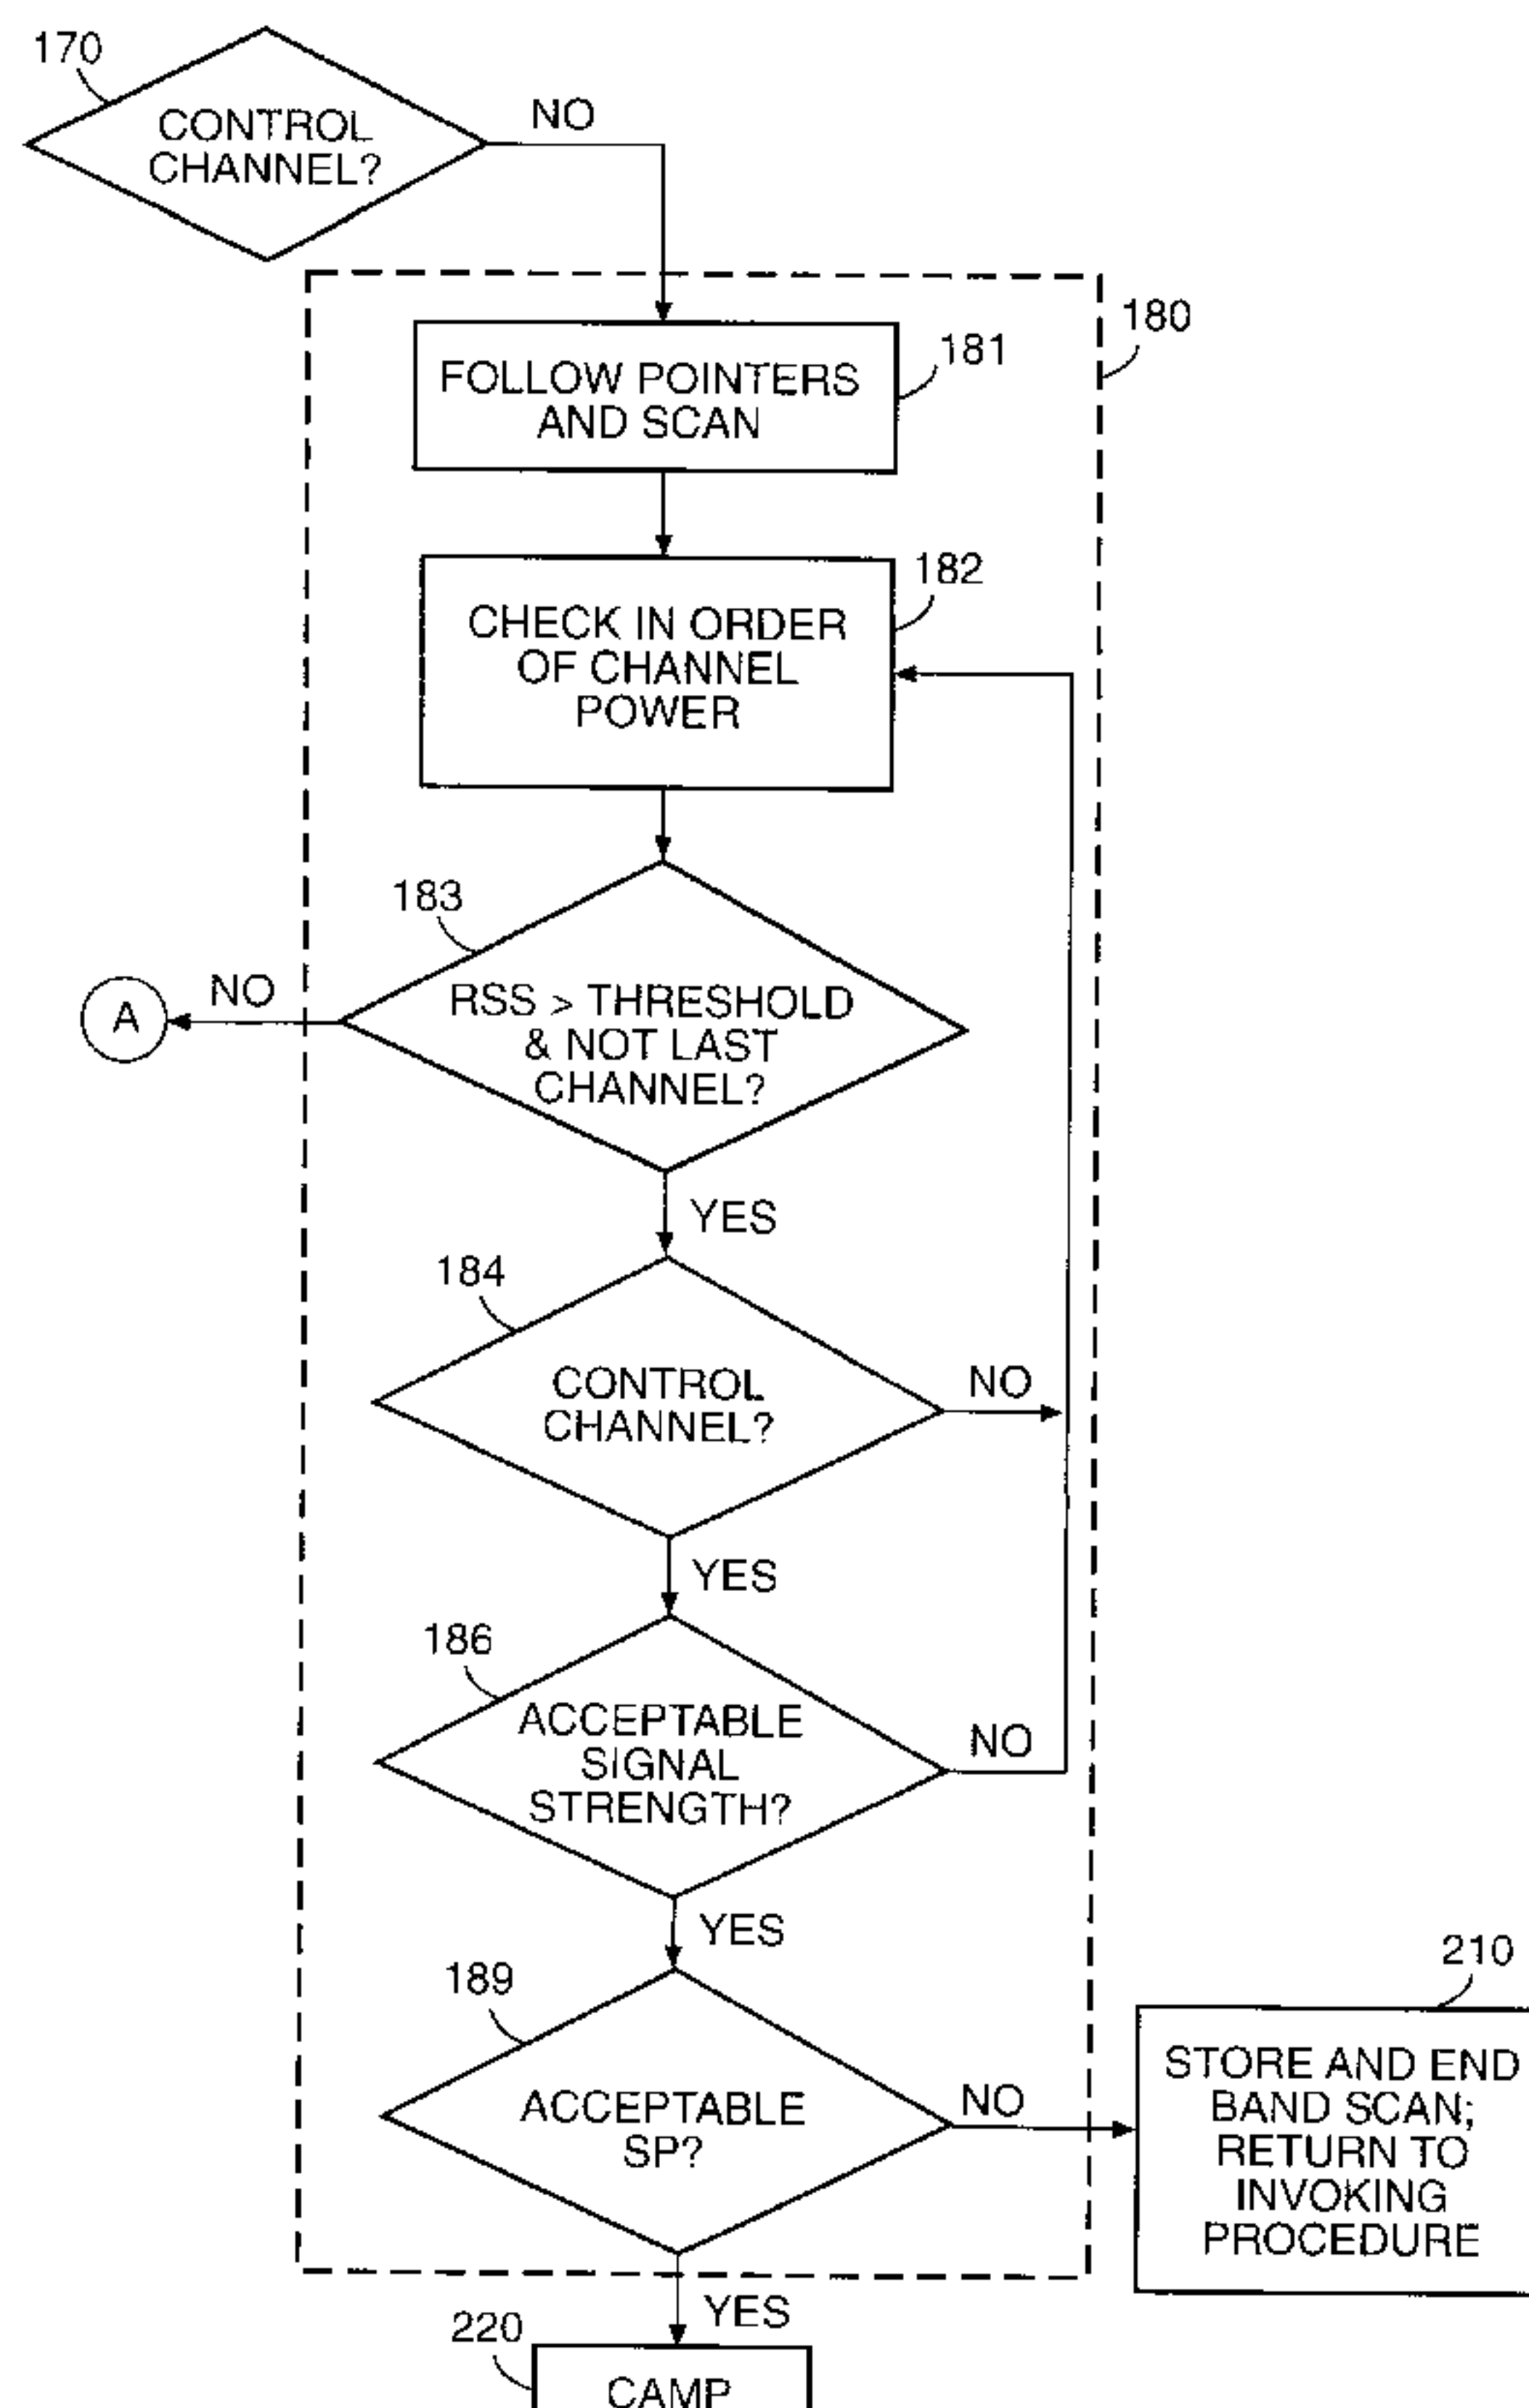 170
CONTROL
CHANNEL?
NO
180
181
FOLLOW POINTERS
AND SCAN
182
CHECK IN ORDER
OF CHANNEL
POWER
183
RSS > THRESHOLD
& NOT LAST
CHANNEL?
NO
A
YES
184
CONTROL
CHANNEL?
NO
YES
186
ACCEPTABLE
SIGNAL
STRENGTH?
NO
YES
189
ACCEPTABLE
SP?
NO
210
STORE AND END
BAND SCAN;
RETURN TO
INVOKING
PROCEDURE
YES
220
CAMP